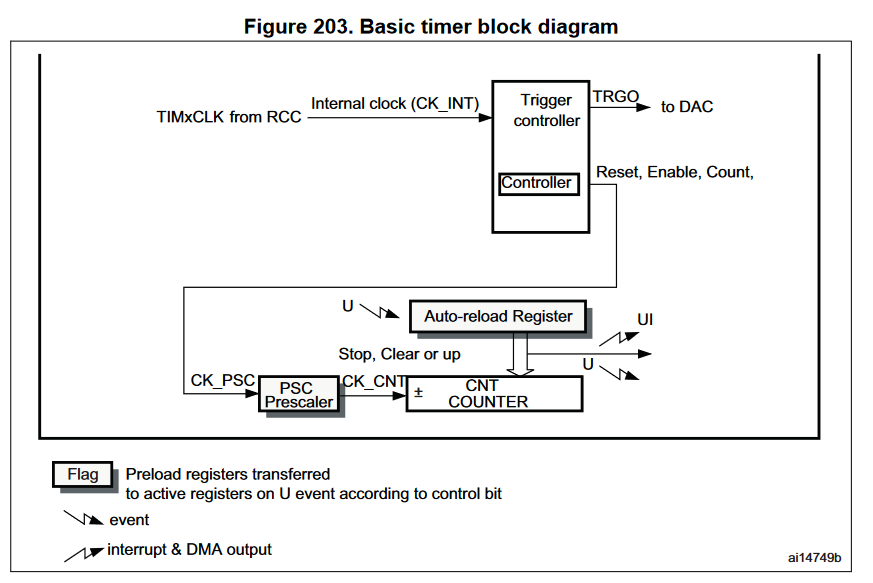 Figure 203. Basic timer block diagram
TIMxCLK from RCC
Internal clock (CK_INT)
Trigger
controller
TRGO
to DAC
Controller
Reset, Enable, Count,
U
Auto-reload Register
UI
Stop, Clear or up
U
CK_PSC
PSC
Prescaler
CK_CNT
±
CNT
COUNTER
Flag
Preload registers transferred
to active registers on U event according to control bit
event
interrupt & DMA output
ai14749b